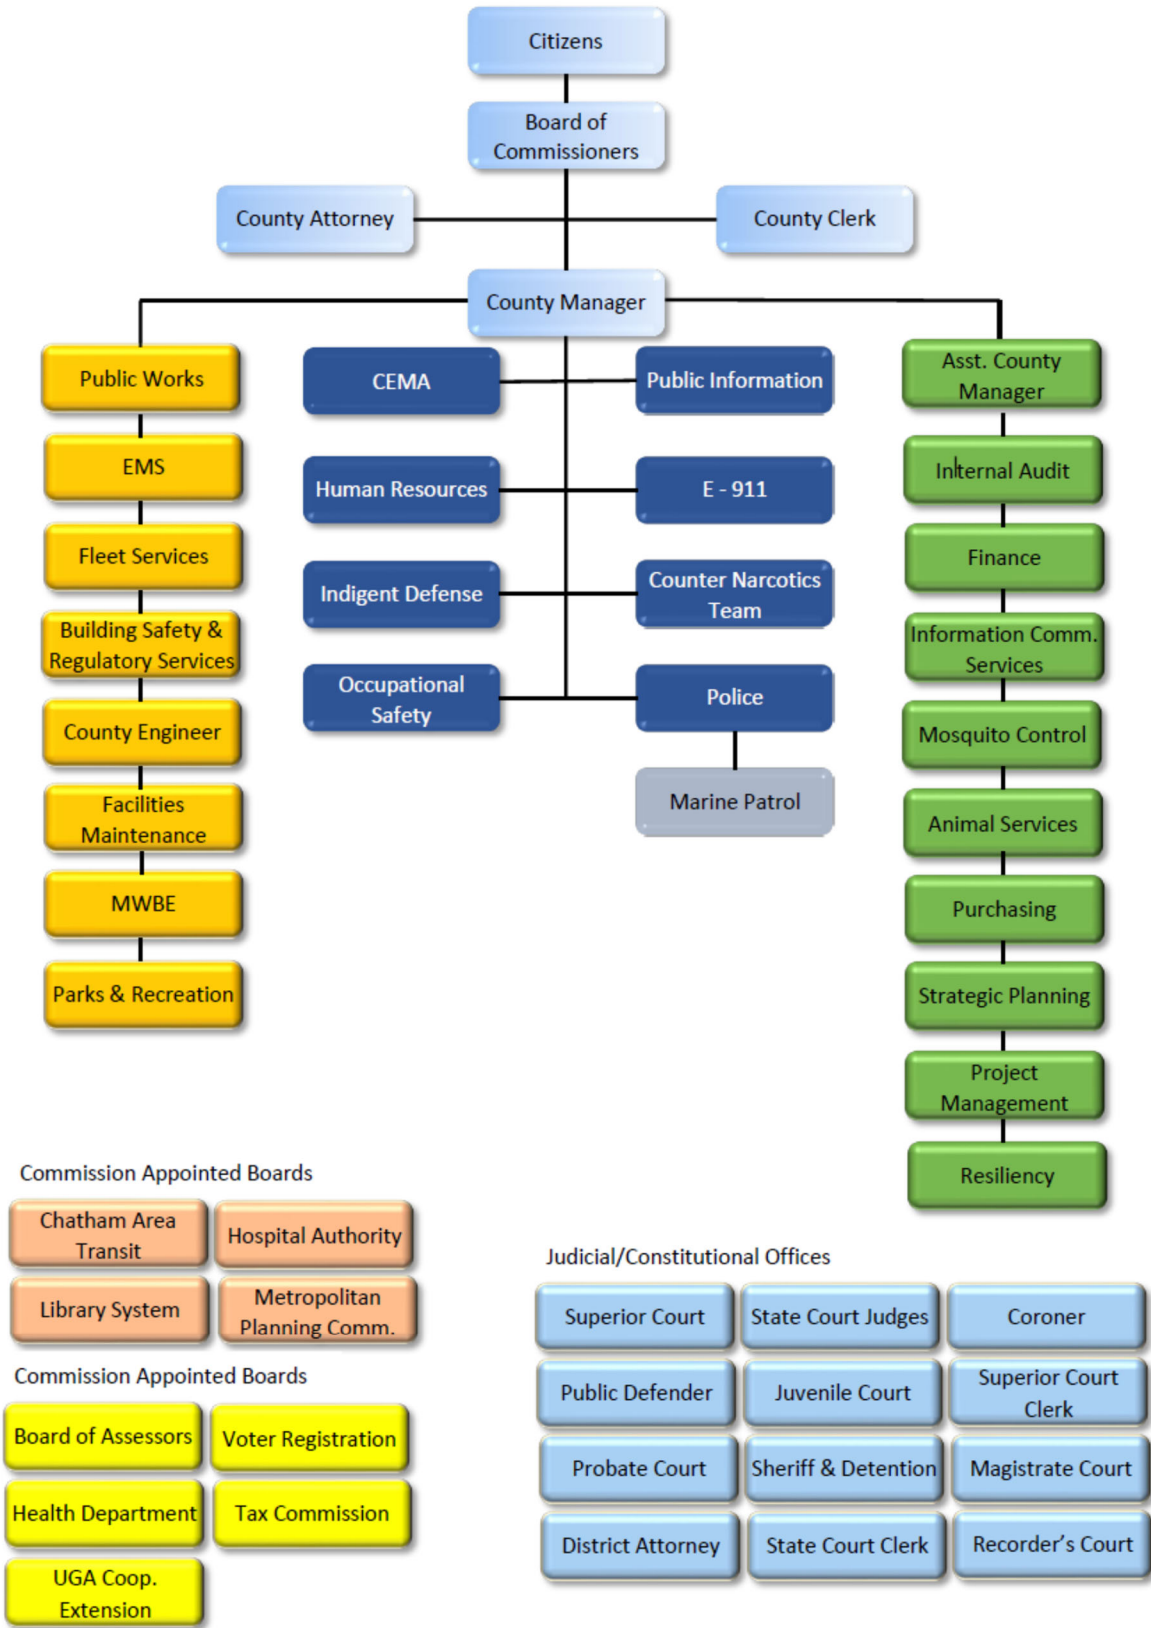 Citizens
Board of
Commissioners
County Attorney
County Clerk
County Manager
Public Works
EMS
Fleet Services
Building Safety &
Regulatory Services
County Engineer
Facilities
Maintenance
MWBE
Parks & Recreation
CEMA
Public Information
Human Resources
E - 911
Indigent Defense
Counter Narcotics
Team
Occupational
Safety
Police
Marine Patrol
Asst. County
Manager
Internal Audit
Finance
Information Comm.
Services
Mosquito Control
Animal Services
Purchasing
Strategic Planning
Project
Management
Resiliency
Commission Appointed Boards
Chatham Area
Transit
Hospital Authority
Library System
Metropolitan
Planning Comm.
Commission Appointed Boards
Board of Assessors
Voter Registration
Health Department
Tax Commission
UGA Coop.
Extension
Judicial/Constitutional Offices
Superior Court
State Court Judges
Coroner
Public Defender
Juvenile Court
Superior Court
Clerk
Probate Court
Sheriff & Detention
Magistrate Court
District Attorney
State Court Clerk
Recorder's Court